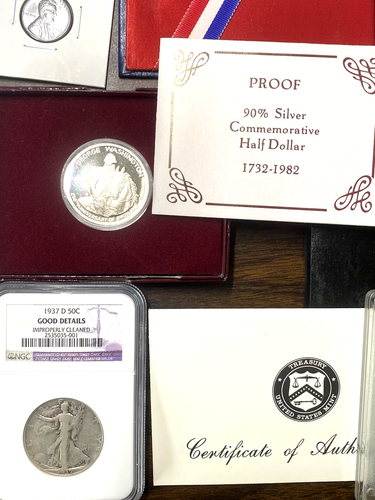 PROOF
90% Silver
Commemorative
Half Dollar
1732-1982
GEORGE WASHINGTON
1937 D 50C
GOOD DETAILS
IMPROPERLY CLEANED
2535035-001
NGC
TREASURY
UNITED STATES MINT
Certificate of Auth